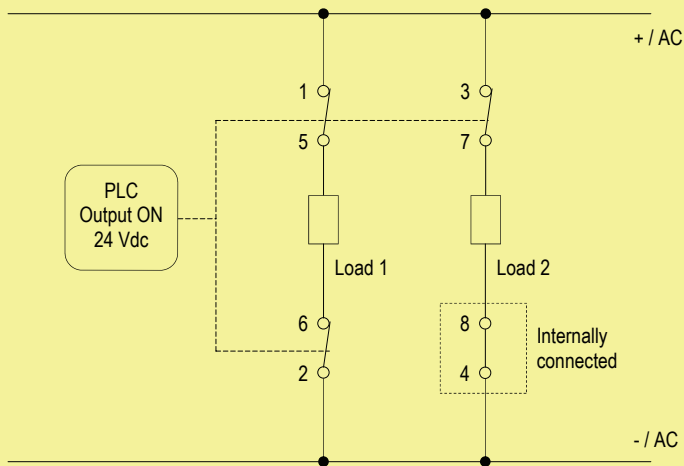 + / AC
1
3
5
7
PLC
Output ON
24 Vdc
Load 1
Load 2
6
8
Internally
connected
2
4
- / AC